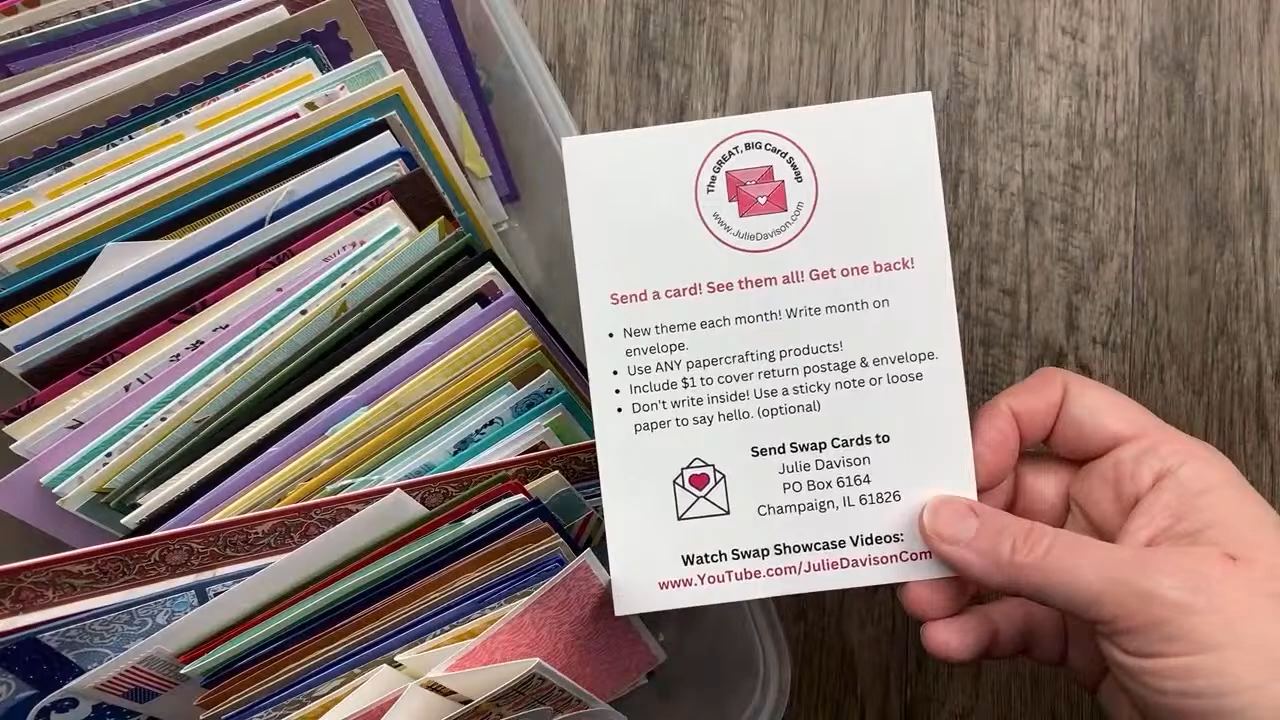 The GREAT, BIG Card Swap
www.JulieDavison.com
Send a card! See them all! Get one back!
• New theme each month! Write month on
envelope.
• Use ANY papercrafting products!
• Include $1 to cover return postage & envelope.
• Don't write inside! Use a sticky note or loose
paper to say hello. (optional)
Send Swap Cards to
Julie Davison
PO Box 6164
Champaign, IL 61826
Watch Swap Showcase Videos:
www.YouTube.com/JulieDavisonCom